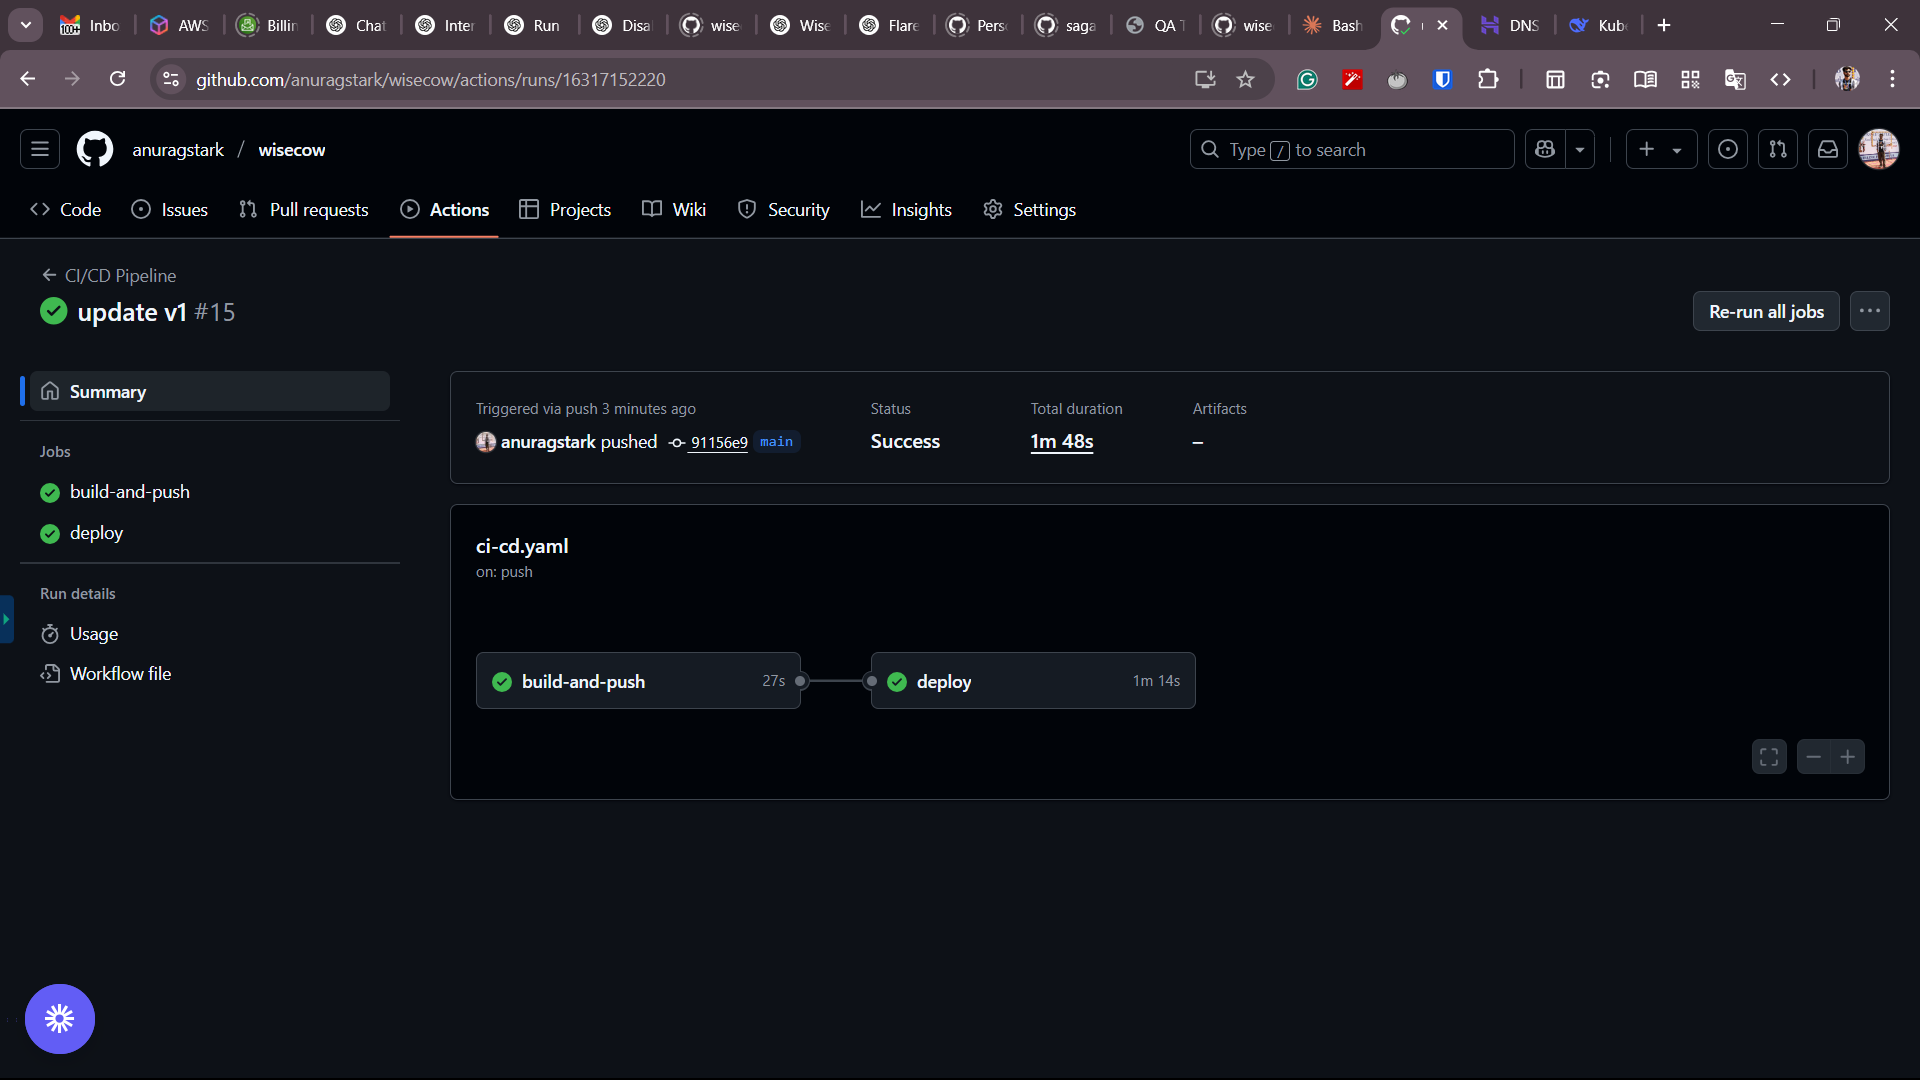 100+ Inbo
AWS
Billin
Chat
Inter
Run
Disal
wise
Wise
Flare
Perso
saga
QA T
wise
Bash
DNS
Kube
github.com/anuragstark/wisecow/actions/runs/16317152220
anuragstark / wisecow
Type / to search
Code
Issues
Pull requests
Actions
Projects
Wiki
Security
Insights
Settings
CI/CD Pipeline
update v1 #15
Re-run all jobs
Summary
Jobs
build-and-push
deploy
Run details
Usage
Workflow file
Triggered via push 3 minutes ago
anuragstark pushed 91156e9 main
Status
Success
Total duration
1m 48s
Artifacts
–
ci-cd.yaml
on: push
build-and-push 27s
deploy 1m 14s